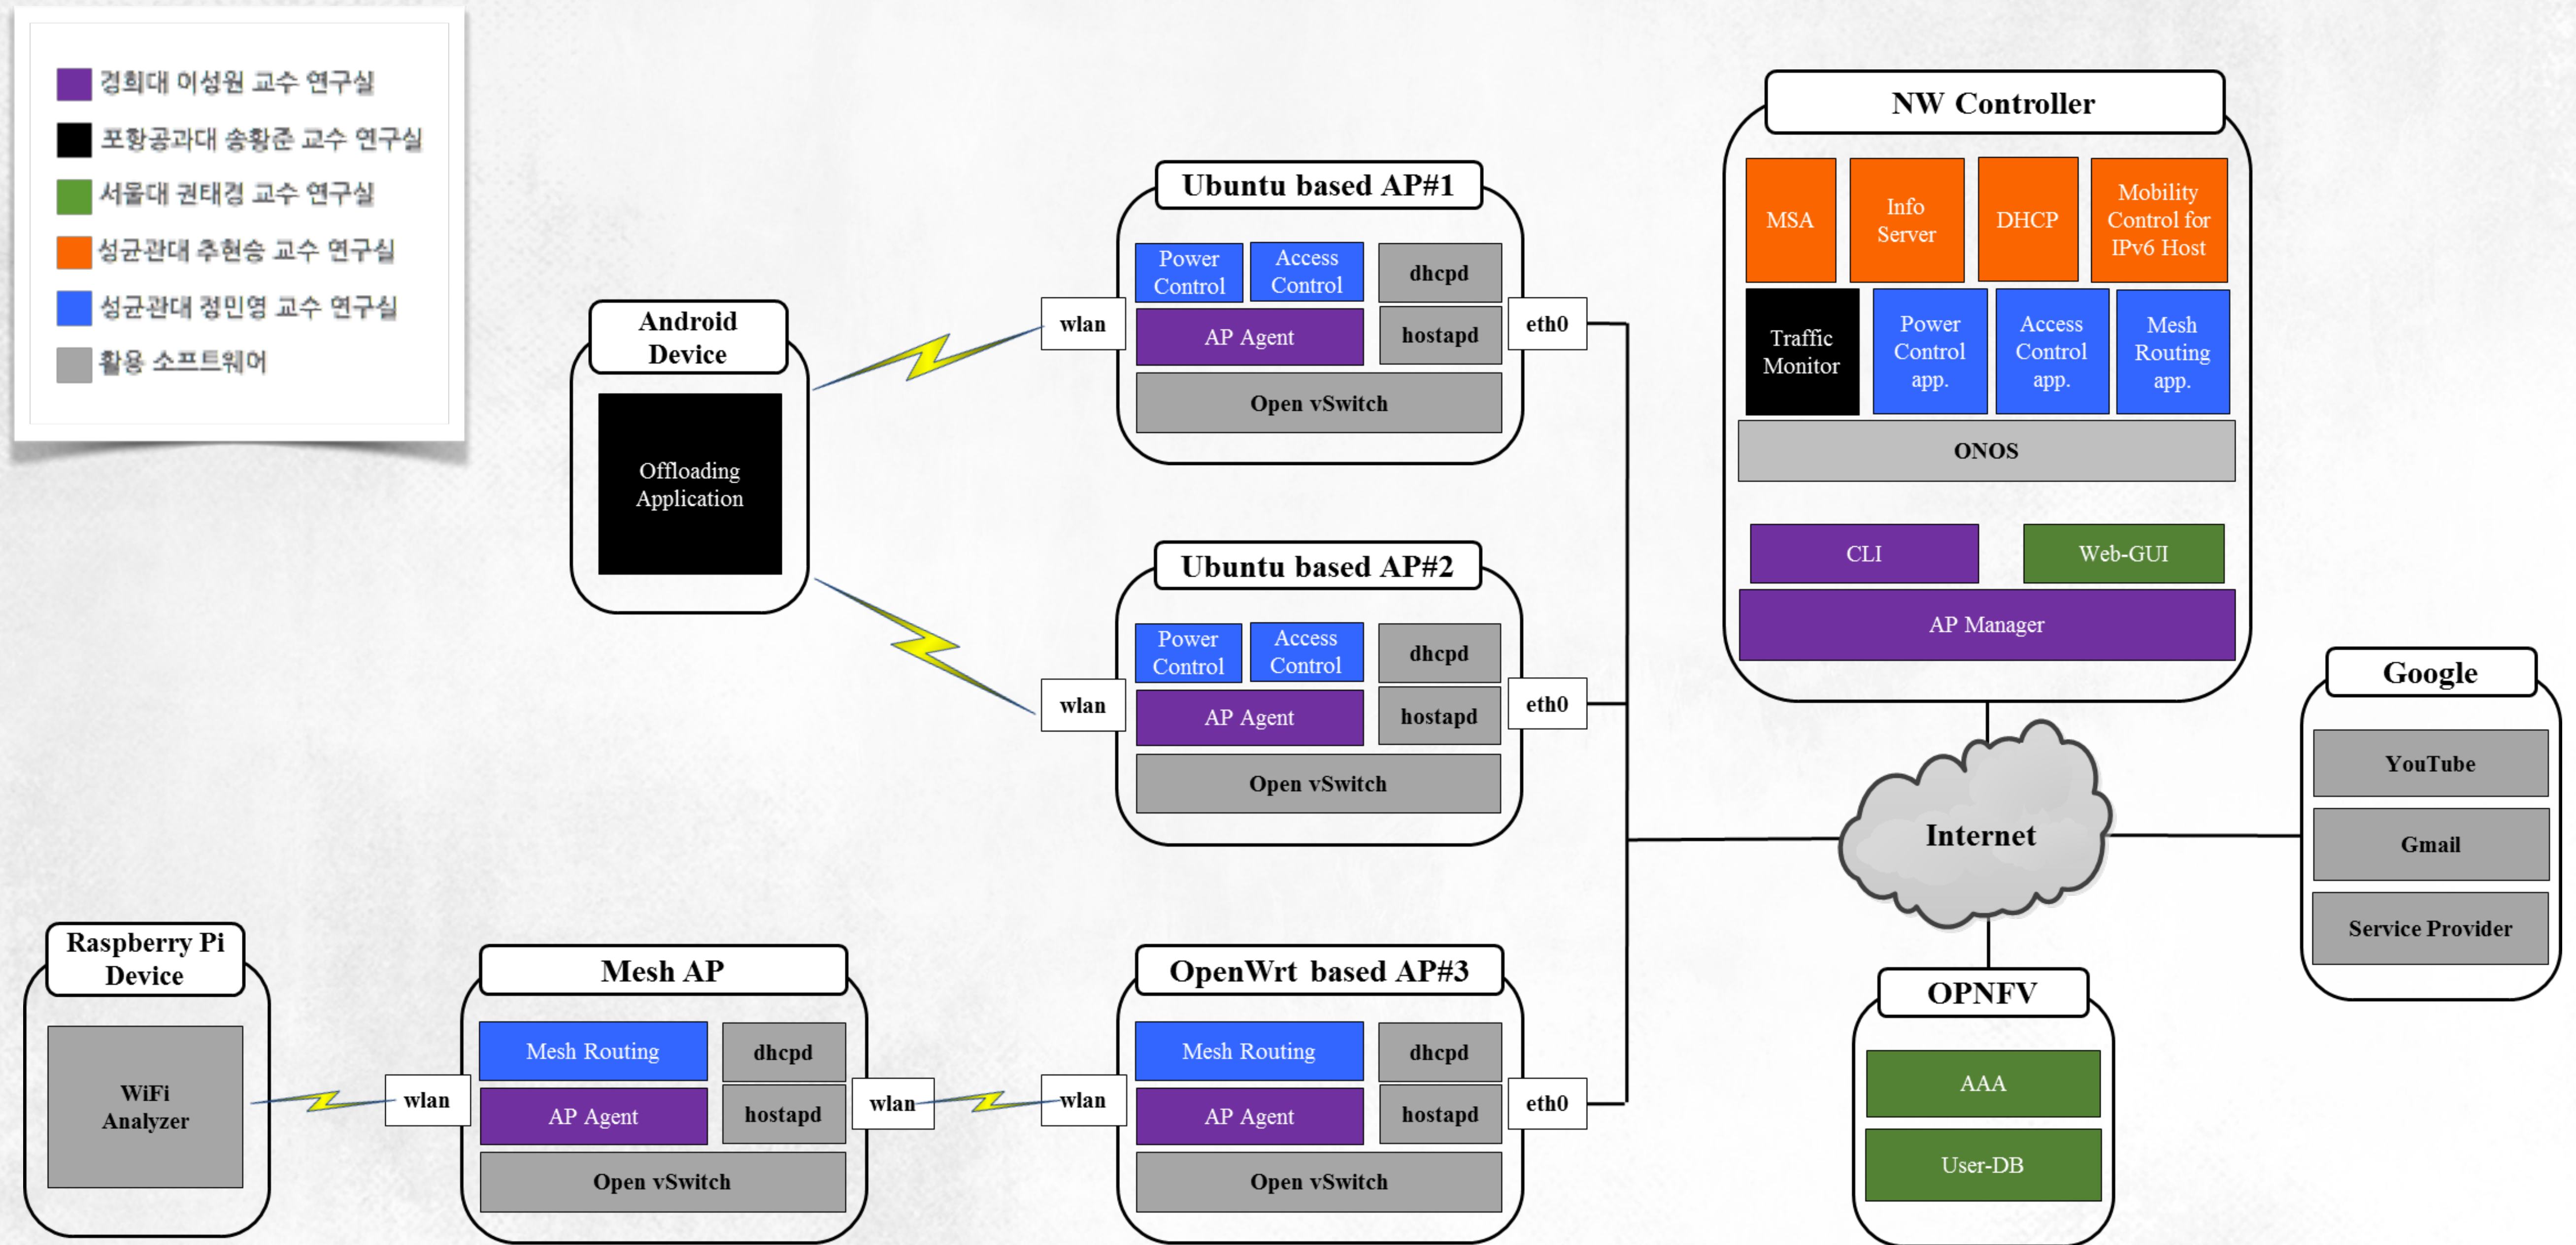 경희대 이성원 교수 연구실
포항공과대 송황준 교수 연구실
서울대 권태경 교수 연구실
성균관대 추현승 교수 연구실
성균관대 정민영 교수 연구실
활용 소프트웨어
Android
Device
Offloading
Application
Ubuntu based AP#1
Power
Control
Access
Control
dhcpd
AP Agent
hostapd
Open vSwitch
wlan
eth0
Ubuntu based AP#2
Power
Control
Access
Control
dhcpd
AP Agent
hostapd
Open vSwitch
wlan
eth0
NW Controller
MSA
Info
Server
DHCP
Mobility
Control for
IPv6 Host
Traffic
Monitor
Power
Control
app.
Access
Control
app.
Mesh
Routing
app.
ONOS
CLI
Web-GUI
AP Manager
Internet
Google
YouTube
Gmail
Service Provider
Raspberry Pi
Device
WiFi
Analyzer
wlan
Mesh AP
Mesh Routing
dhcpd
AP Agent
hostapd
Open vSwitch
wlan
wlan
OpenWrt based AP#3
Mesh Routing
dhcpd
AP Agent
hostapd
Open vSwitch
eth0
OPNFV
AAA
User-DB